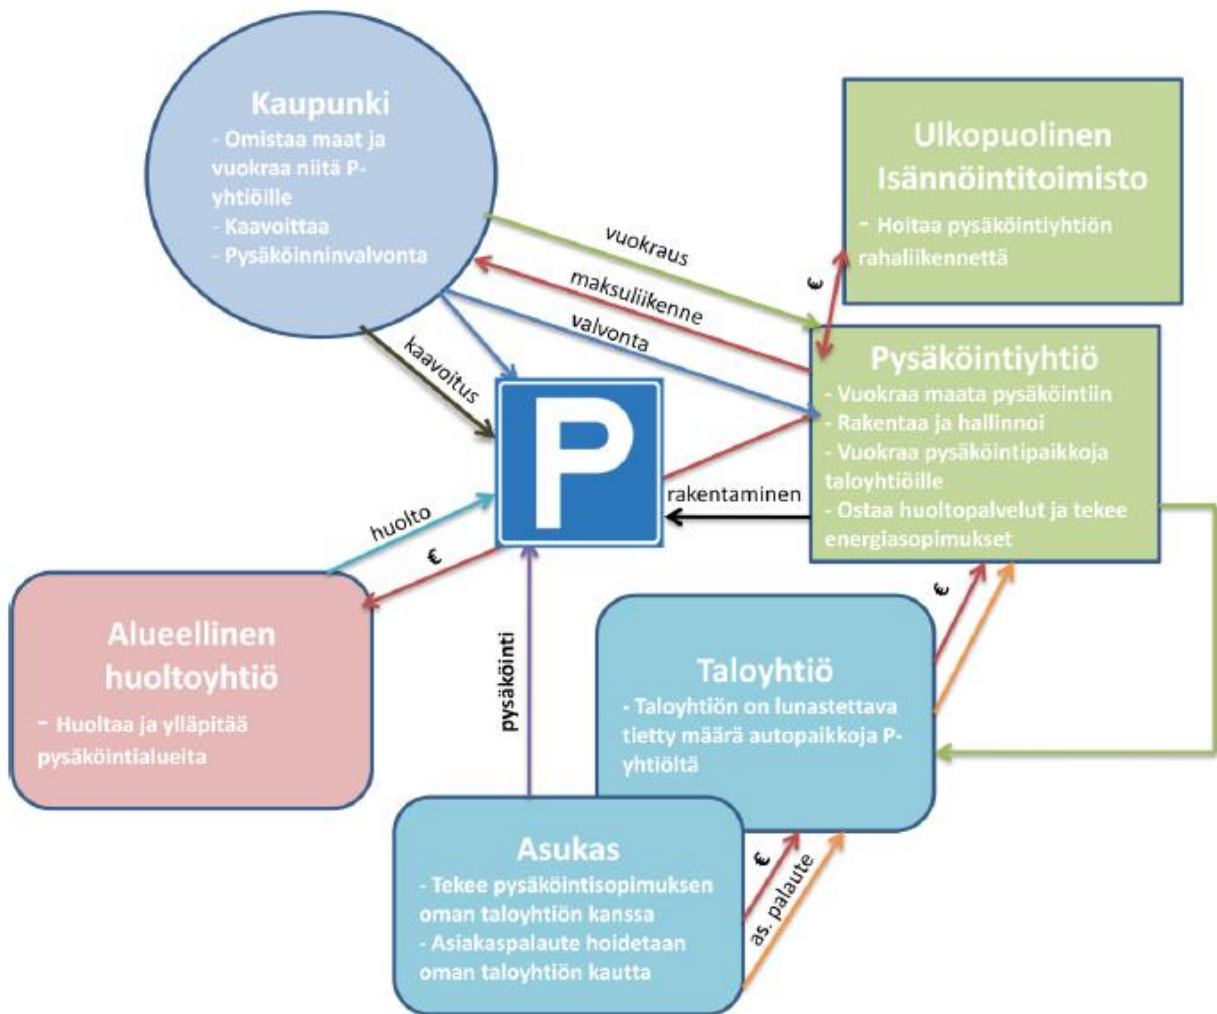 Kaupunki
- Omistaa maat ja
vuokraa niitä P-
yhtiöille
- Kaavoittaa
- Pysäköinninvalvonta
Ulkopuolinen
Isännöintitoimisto
- Hoitaa pysäköintiyhtiön
rahaliikennettä
vuokraus
maksuliikenne
valvonta
kaavoitus
€
Pysäköintiyhtiö
- Vuokraa maata pysäköintiin
- Rakentaa ja hallinnoi
- Vuokraa pysäköintipaikkoja
taloyhtiöille
- Ostaa huoltopalvelut ja tekee
energiasopimukset
P
rakentaminen
huolto
€
Alueellinen
huoltoyhtiö
- Huoltaa ja ylläpitää
pysäköintialueita
pysäköinti
€
Taloyhtiö
- Taloyhtiön on lunastettava
tietty määrä autopaikkoja P-
yhtiöltä
Asukas
- Tekee pysäköintisopimuksen
oman taloyhtiön kanssa
- Asiakaspalaute hoidetaan
oman taloyhtiön kautta
€
as. palaute